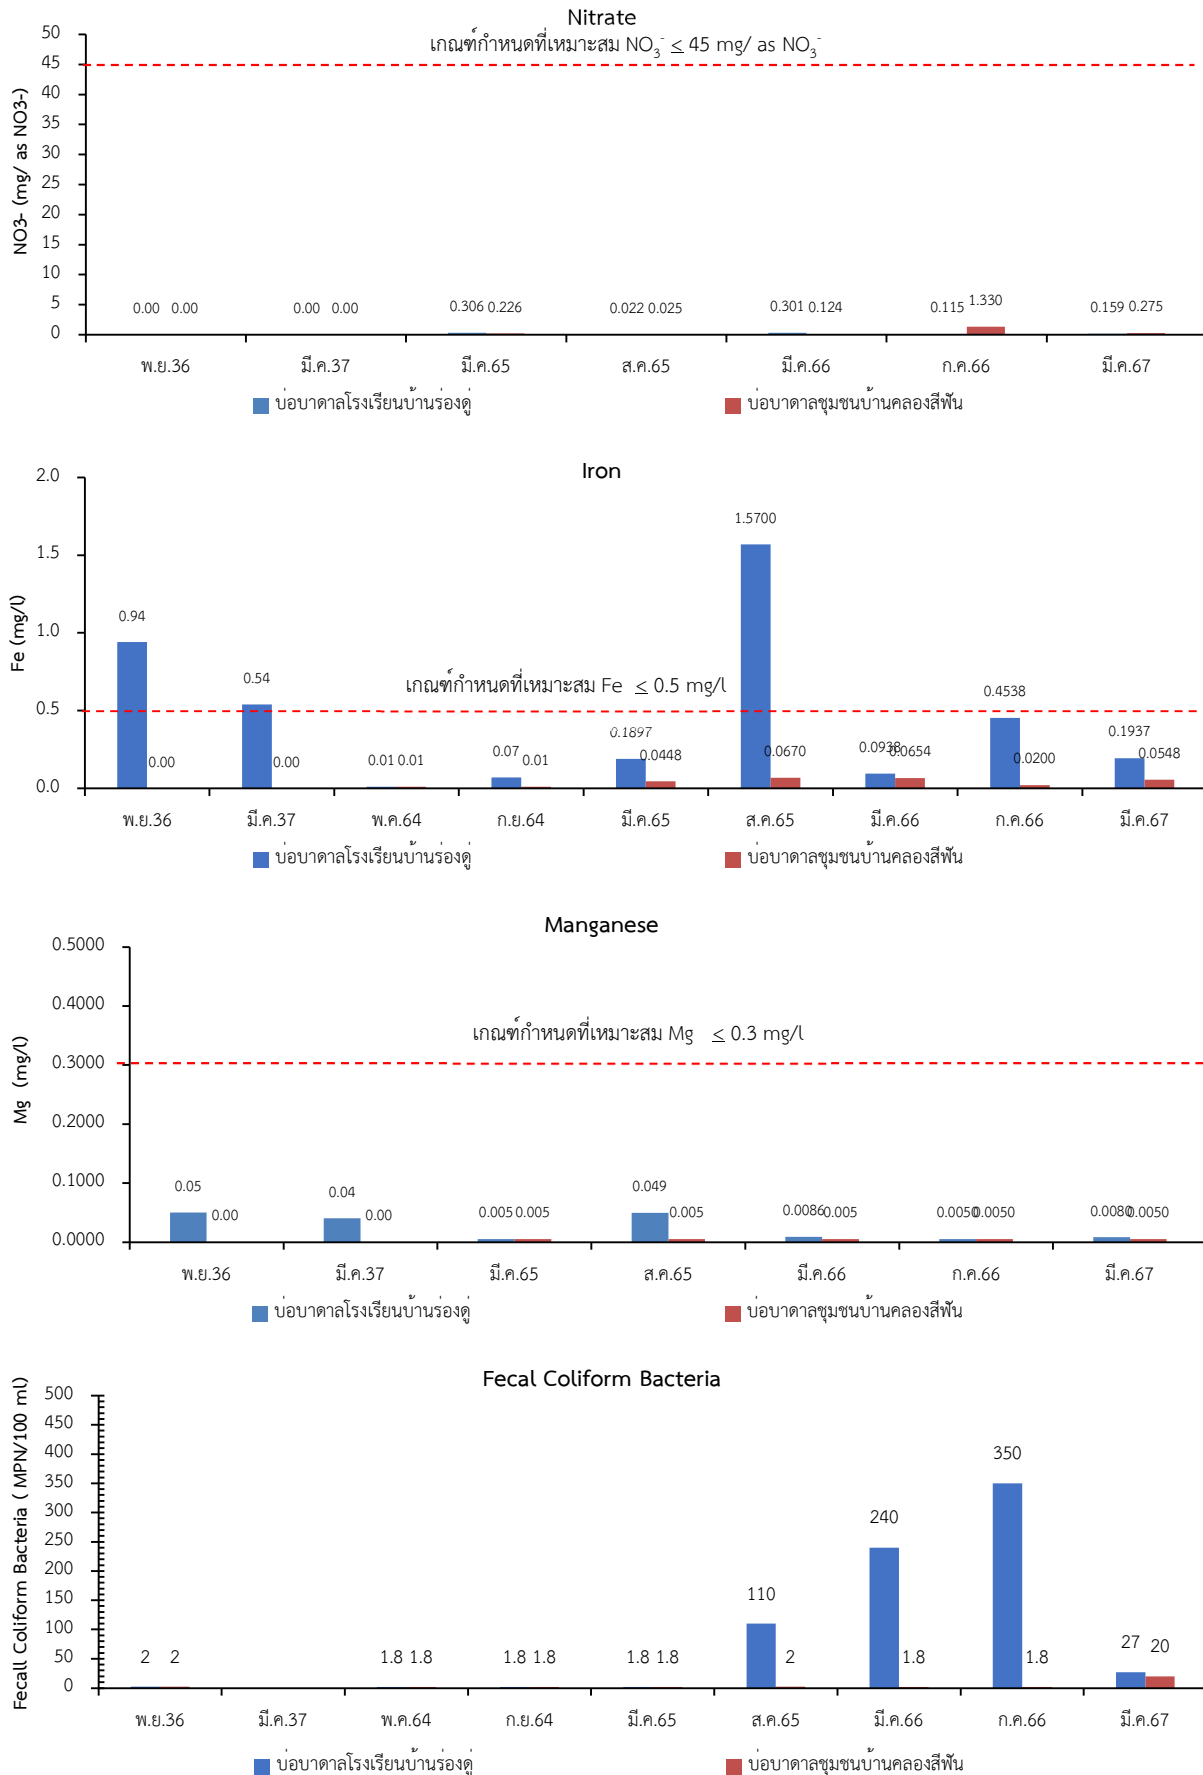 Nitrate
เกณฑ์กำหนดที่เหมาะสม NO3- ≤ 45 mg/ as NO3-
NO3- (mg/ as NO3-)
50
45
40
35
30
25
20
15
10
5
0
0.00 0.00 0.00 0.00 0.306 0.226 0.022 0.025 0.301 0.124 0.115 1.330 0.159 0.275
พ.ย.36 มี.ค.37 มี.ค.65 ส.ค.65 มี.ค.66 ก.ค.66 มี.ค.67
บ่อบาดาลโรงเรียนบ้านร่องดู่ บ่อบาดาลชุมชนบ้านคลองสีฟัน
Iron
เกณฑ์กำหนดที่เหมาะสม Fe ≤ 0.5 mg/l
Fe (mg/l)
2.0
1.5
1.0
0.5
0.0
0.94 0.00 0.54 0.00 0.01 0.01 0.07 0.01 0.1897 0.0448 1.5700 0.0670 0.0938 0.0654 0.4538 0.0200 0.1937 0.0548
พ.ย.36 มี.ค.37 พ.ค.64 ก.ย.64 มี.ค.65 ส.ค.65 มี.ค.66 ก.ค.66 มี.ค.67
บ่อบาดาลโรงเรียนบ้านร่องดู่ บ่อบาดาลชุมชนบ้านคลองสีฟัน
Manganese
เกณฑ์กำหนดที่เหมาะสม Mg ≤ 0.3 mg/l
Mg (mg/l)
0.5000
0.4000
0.3000
0.2000
0.1000
0.0000
0.05 0.00 0.04 0.00 0.005 0.005 0.049 0.005 0.0086 0.005 0.0050 0.0050 0.0080 0.0050
พ.ย.36 มี.ค.37 มี.ค.65 ส.ค.65 มี.ค.66 ก.ค.66 มี.ค.67
บ่อบาดาลโรงเรียนบ้านร่องดู่ บ่อบาดาลชุมชนบ้านคลองสีฟัน
Fecal Coliform Bacteria
Fecall Coliform Bacteria ( MPN/100 ml)
500
450
400
350
300
250
200
150
100
50
0
2 2 1.8 1.8 1.8 1.8 1.8 1.8 110 2 240 1.8 350 1.8 27 20
พ.ย.36 มี.ค.37 พ.ค.64 ก.ย.64 มี.ค.65 ส.ค.65 มี.ค.66 ก.ค.66 มี.ค.67
บ่อบาดาลโรงเรียนบ้านร่องดู่ บ่อบาดาลชุมชนบ้านคลองสีฟัน